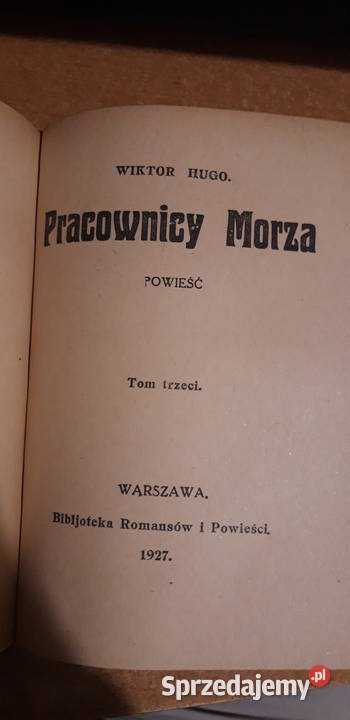 WIKTOR HUGO.
Pracownicy Morza
POWIEŚĆ
Tom trzeci.
WARSZAWA.
Bibljoteka Romansów i Powieści.
1927.
Sprzedajemy.pl